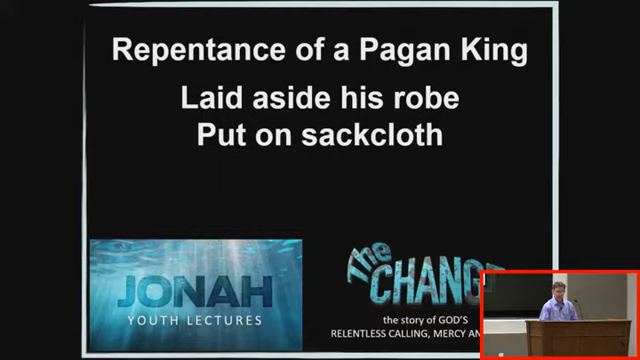 Repentance of a Pagan King
Laid aside his robe
Put on sackcloth
JONAH
YOUTH LECTURES
The
CHANG
the story of GOD'S
RELENTLESS CALLING, MERCY AN